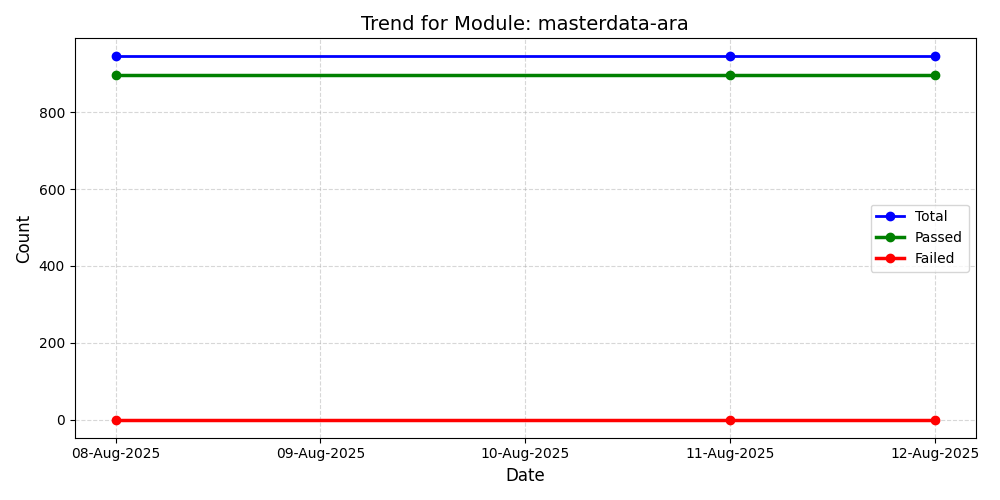 Trend for Module: masterdata-ara
Count
800
600
400
200
0
Total
Passed
Failed
08-Aug-2025
09-Aug-2025
10-Aug-2025
11-Aug-2025
12-Aug-2025
Date